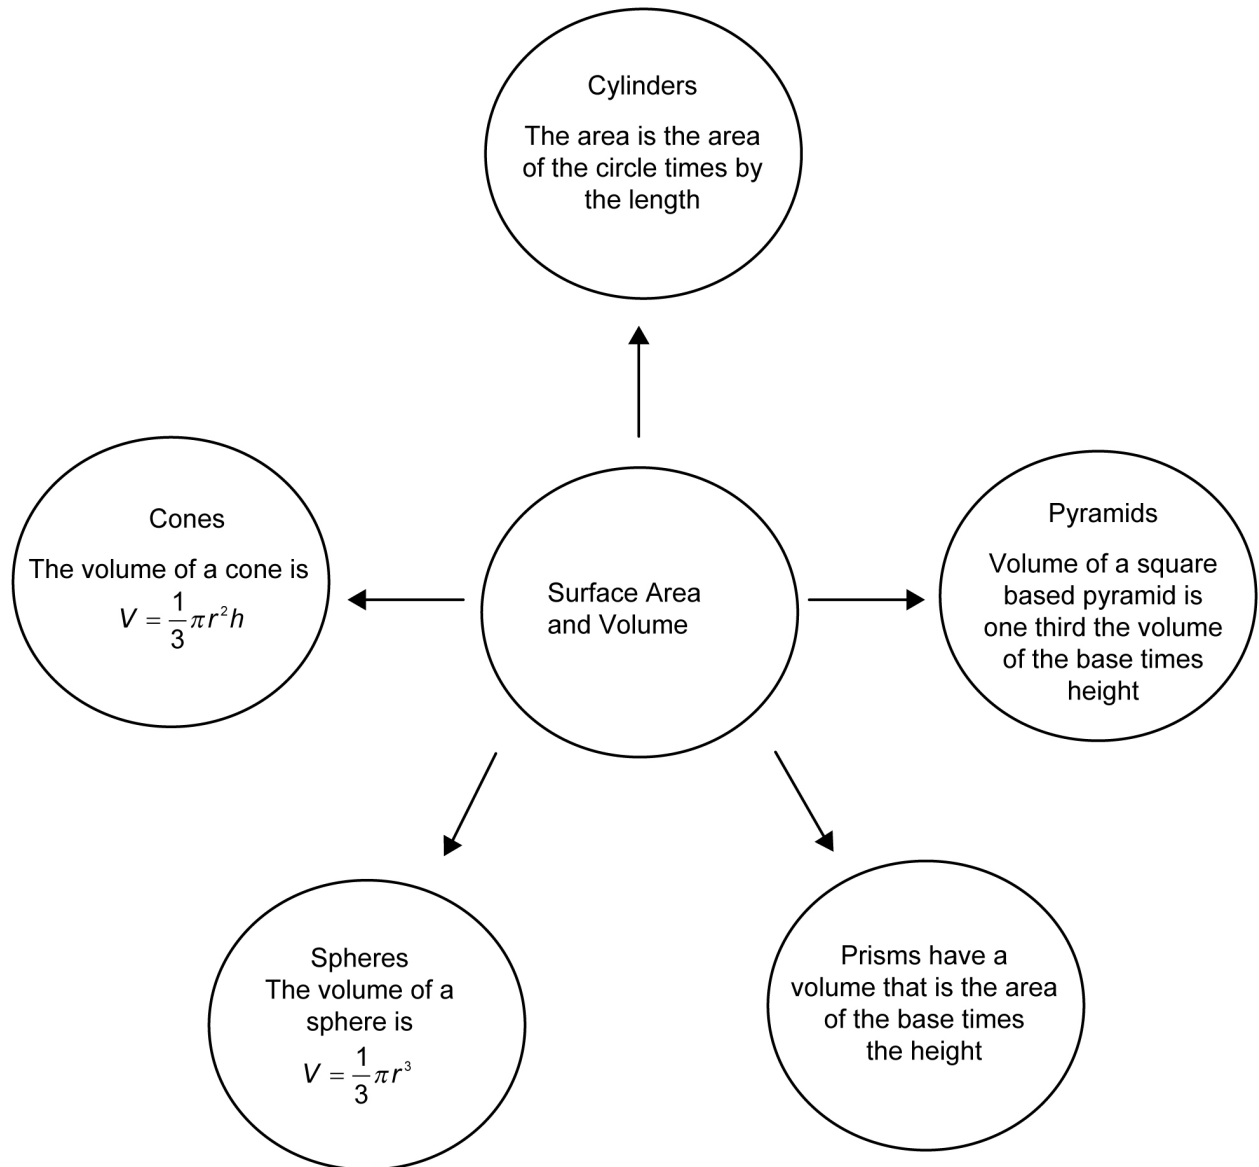 Cylinders
The area is the area
of the circle times by
the length
Cones
The volume of a cone is
V = 1/3 πr²h
Surface Area
and Volume
Pyramids
Volume of a square
based pyramid is
one third the volume
of the base times
height
Spheres
The volume of a
sphere is
V = 1/3 πr³
Prisms have a
volume that is the area
of the base times
the height